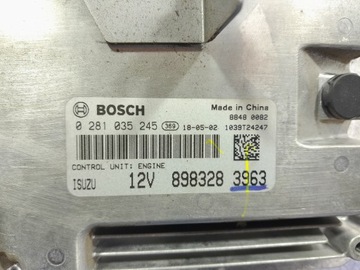 BOSCH
Made in China
8848 0082
0 281 035 245 369 18-05-02 1039T24247
CONTROL UNIT: ENGINE
ISUZU 12V 898328 3963